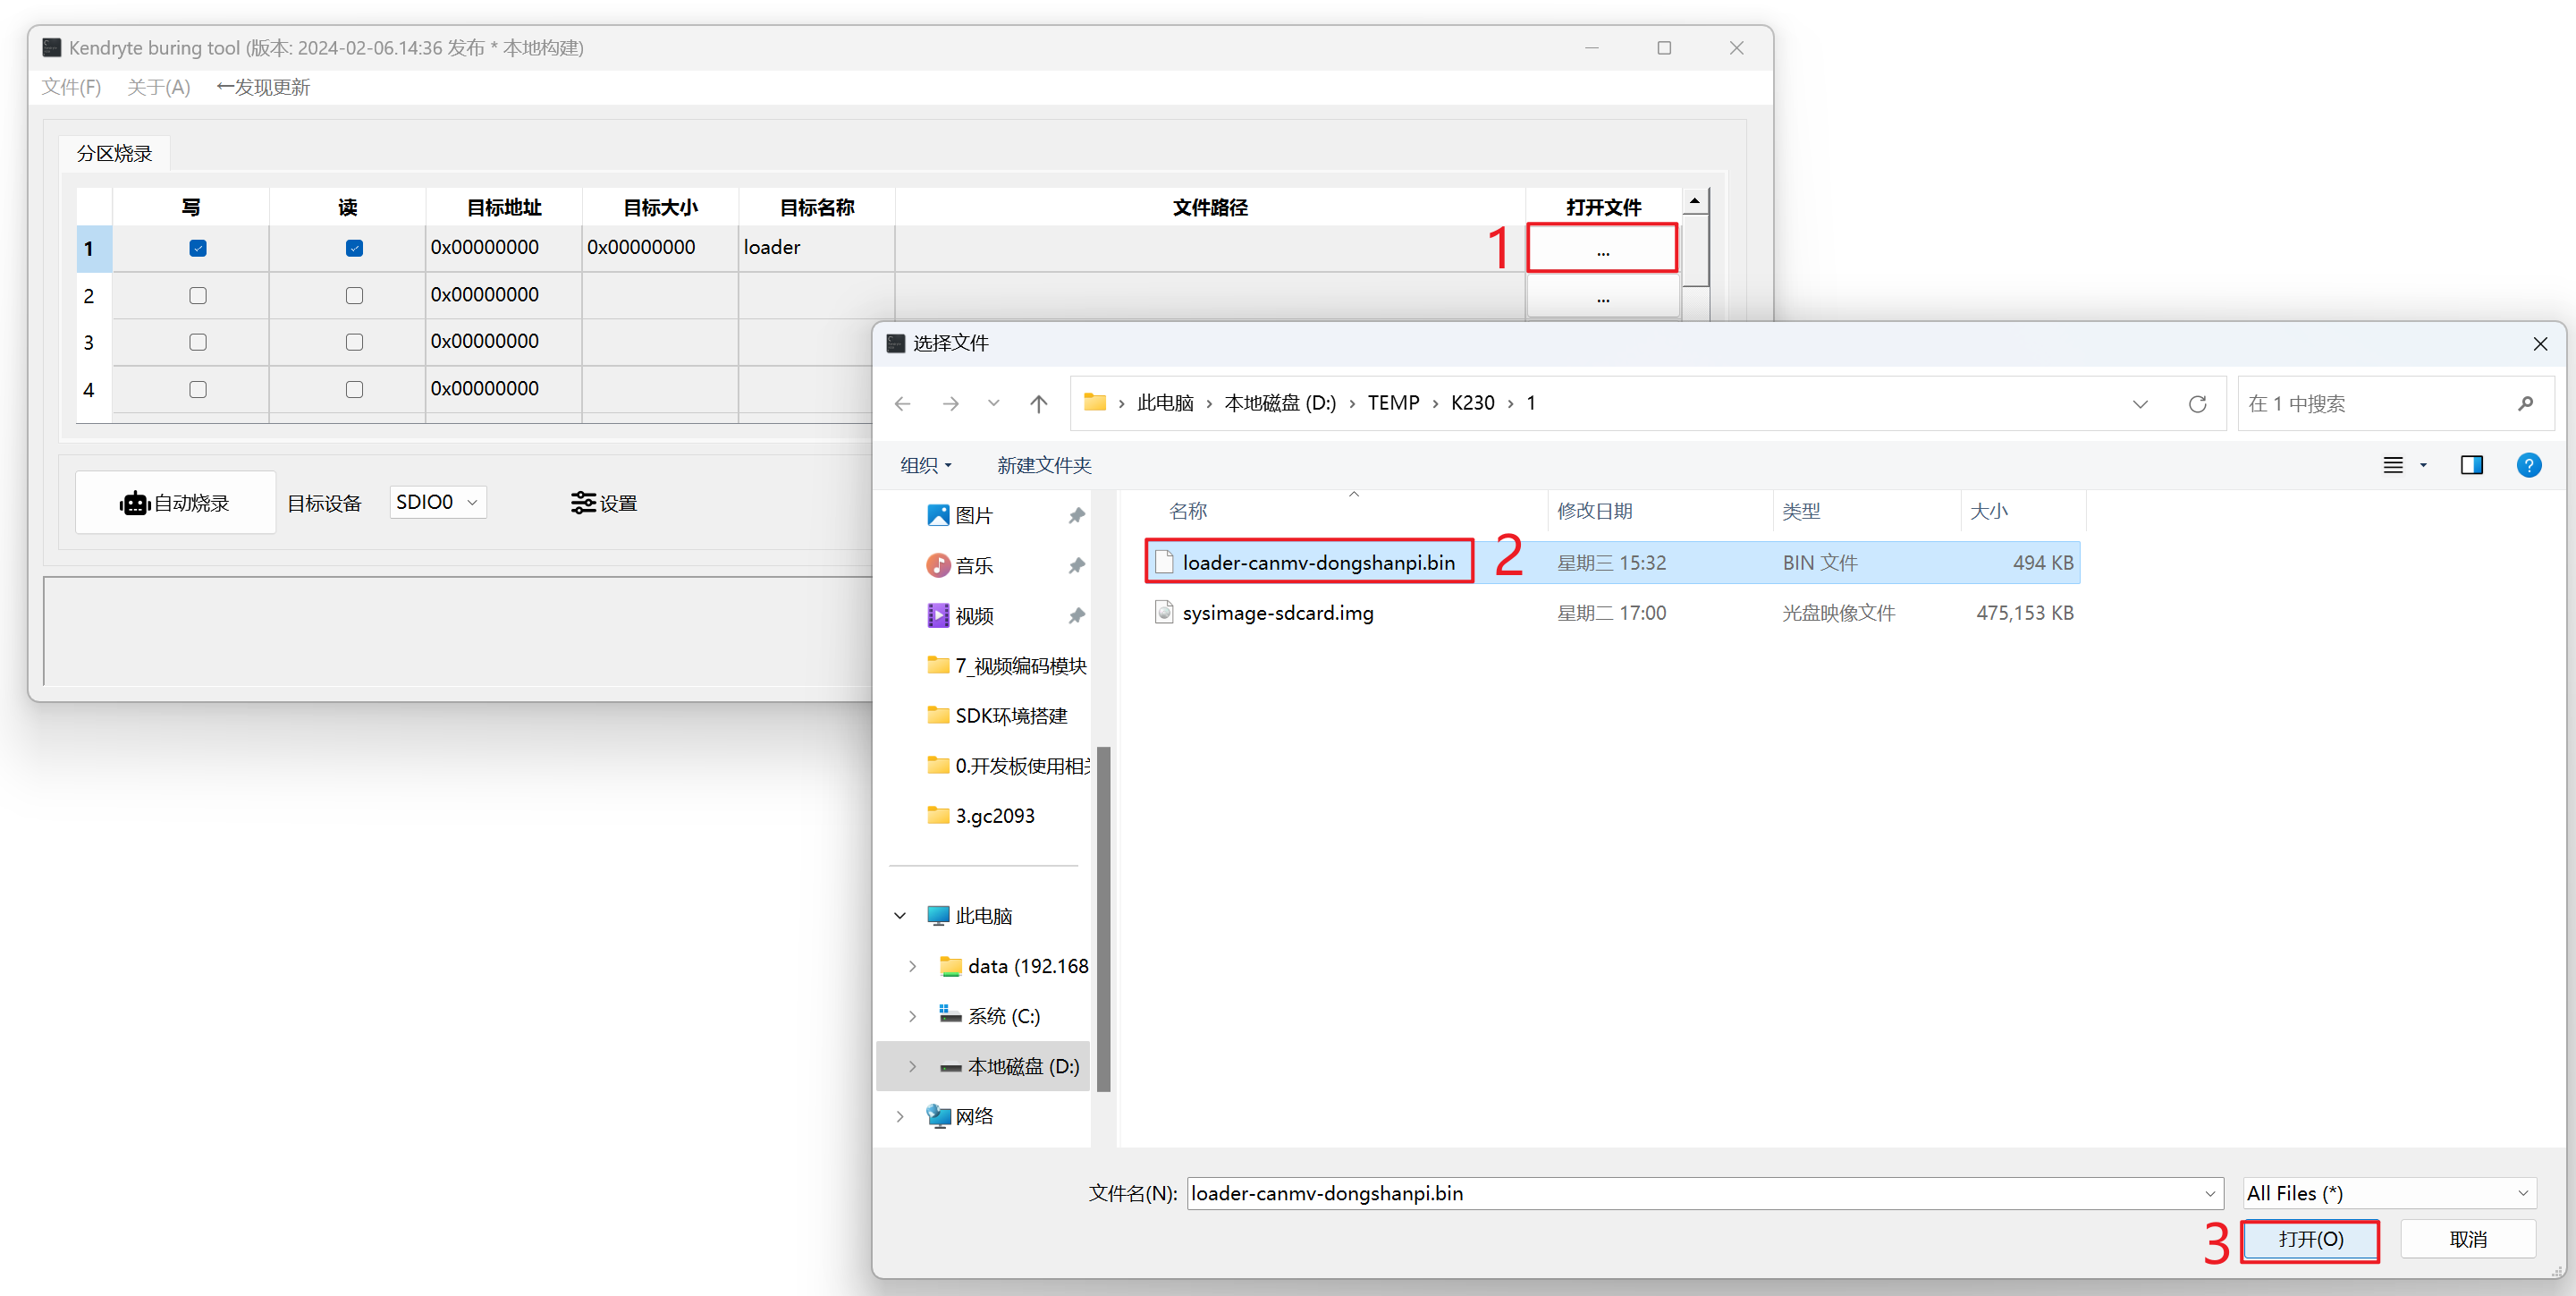 Kendryte buring tool (版本: 2024-02-06.14:36 发布 * 本地构建)
文件(F) 关于(A) ←发现更新
分区烧录
写 读 目标地址 目标大小 目标名称 文件路径 打开文件
1 0x00000000 0x00000000 loader 1 ...
2 0x00000000 ...
3 0x00000000
4 0x00000000
自动烧录 目标设备 SDIO0 设置
选择文件
此电脑 › 本地磁盘 (D:) › TEMP › K230 › 1
在 1 中搜索
组织 新建文件夹
名称 修改日期 类型 大小
loader-canmv-dongshanpi.bin 2 星期三 15:32 BIN 文件 494 KB
sysimage-sdcard.img 星期二 17:00 光盘映像文件 475,153 KB
图片
音乐
视频
7_视频编码模块
SDK环境搭建
0.开发板使用相
3.gc2093
此电脑
data (192.168
系统 (C:)
本地磁盘 (D:)
网络
文件名(N): loader-canmv-dongshanpi.bin All Files (*)
3 打开(O) 取消